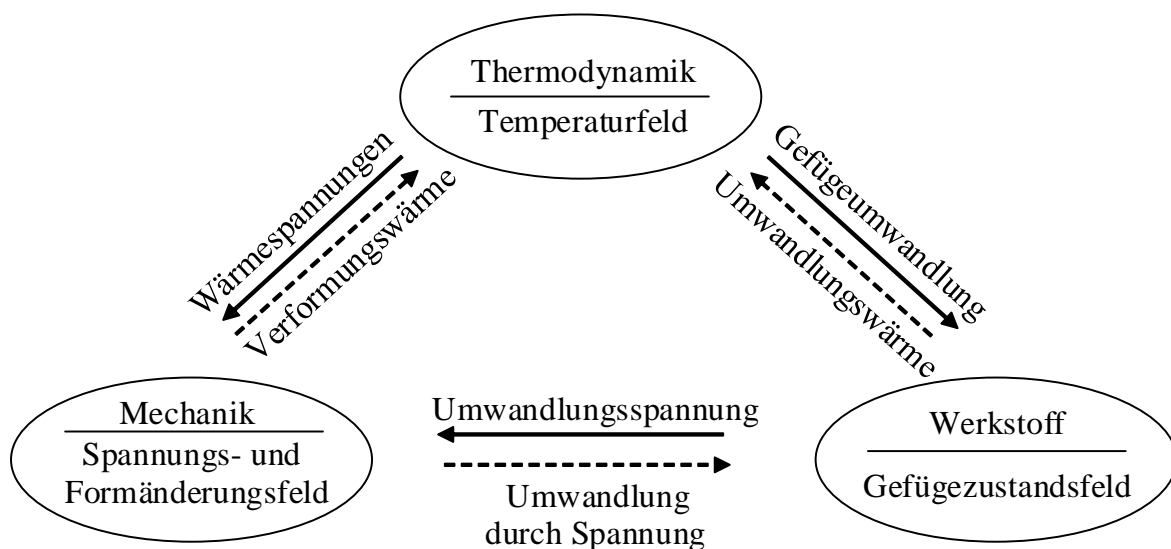 Thermodynamik
Temperaturfeld
Wärmespannungen
Verformungswärme
Gefügeumwandlung
Umwandlungswärme
Mechanik
Spannungs- und
Formänderungsfeld
Umwandlungsspannung
Umwandlung
durch Spannung
Werkstoff
Gefügezustandsfeld